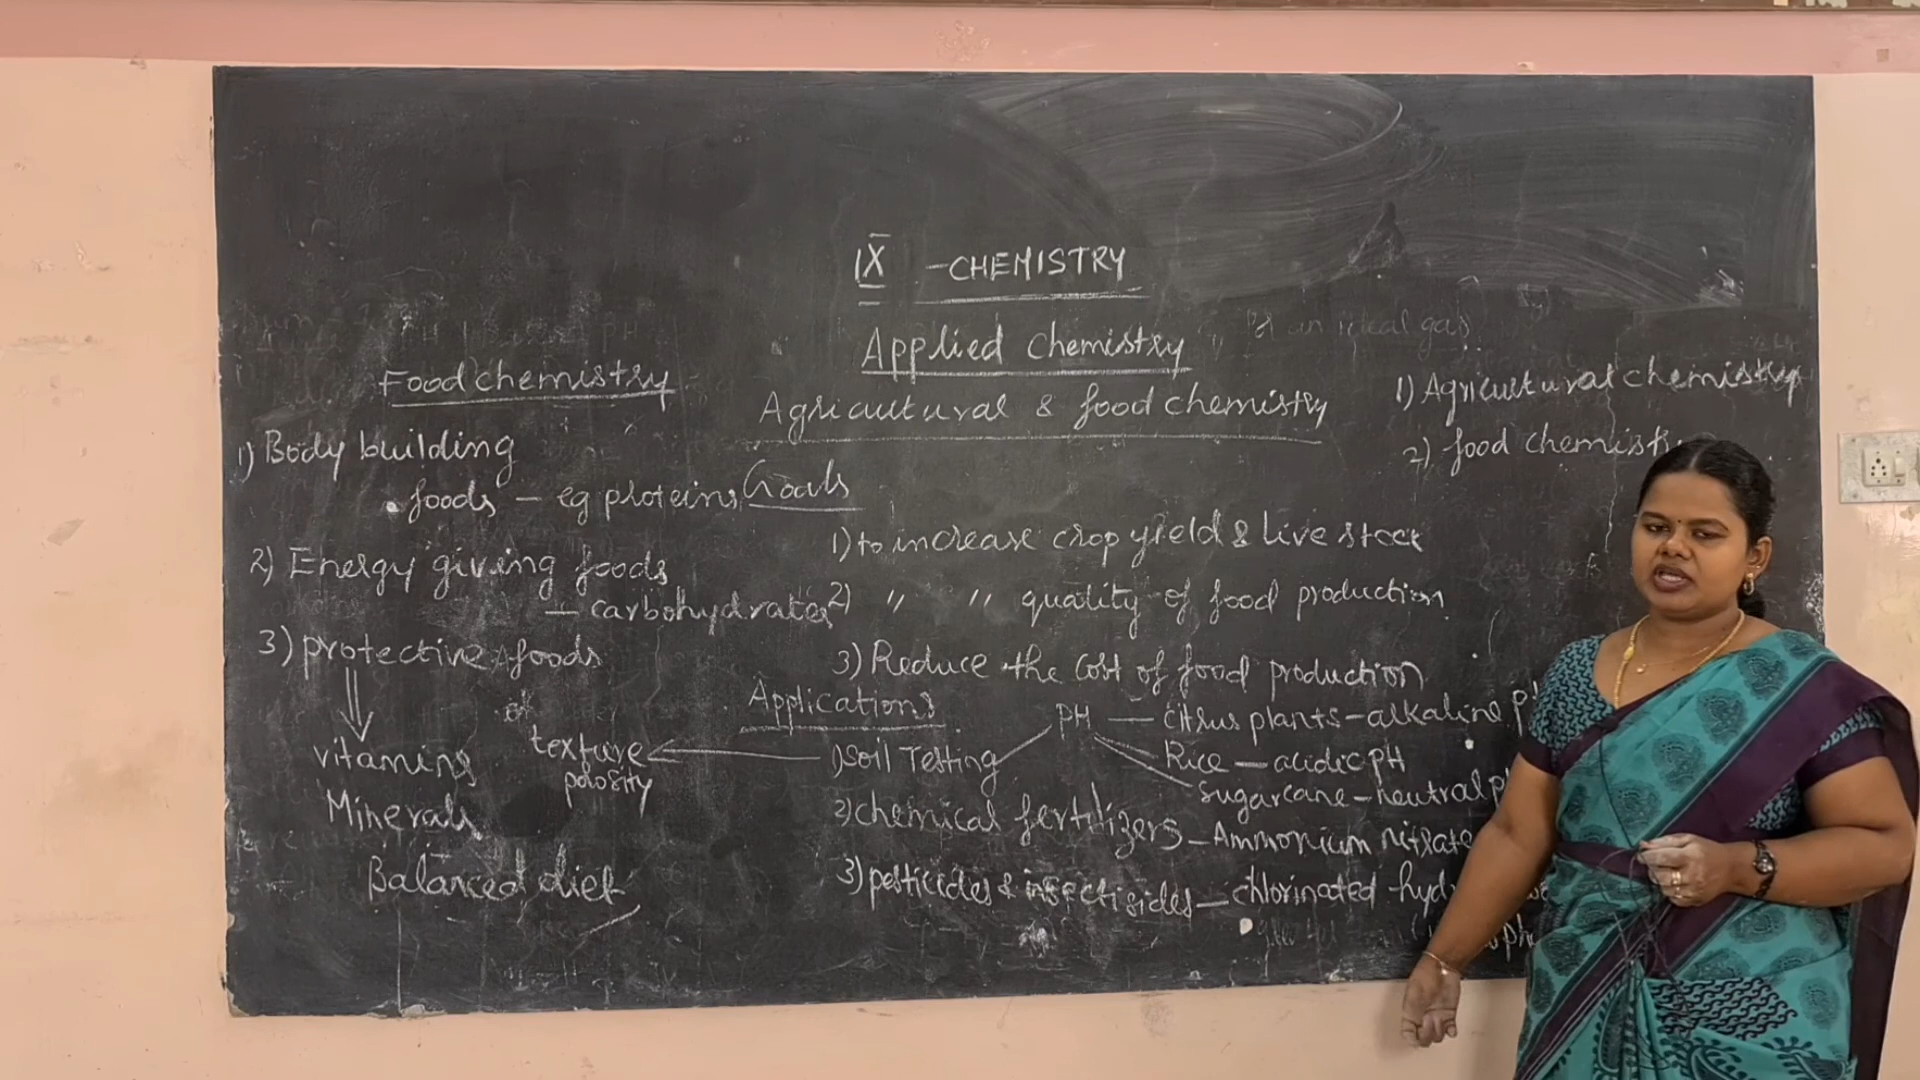 IX - CHEMISTRY
Applied chemistry
Agricultural & food chemistry
1) Agricultural chemistry
2) food chemist
Food chemistry
1) Body building
foods - eg proteins,
2) Energy giving foods
- carbohydrates
3) protective foods
vitamins
Minerals
Balanced diet
Goals
1) to increase crop yield & Live stock
2) " " quality of food production
3) Reduce the cost of food production
Applications
1) Soil Testing
texture
porosity
PH - citrus plants - alkaline p
Rice - acidic pH
Sugarcane - neutral p
2) chemical fertilizers - Ammonium nitrate
3) pesticides & insectisides - chlorinated hyd